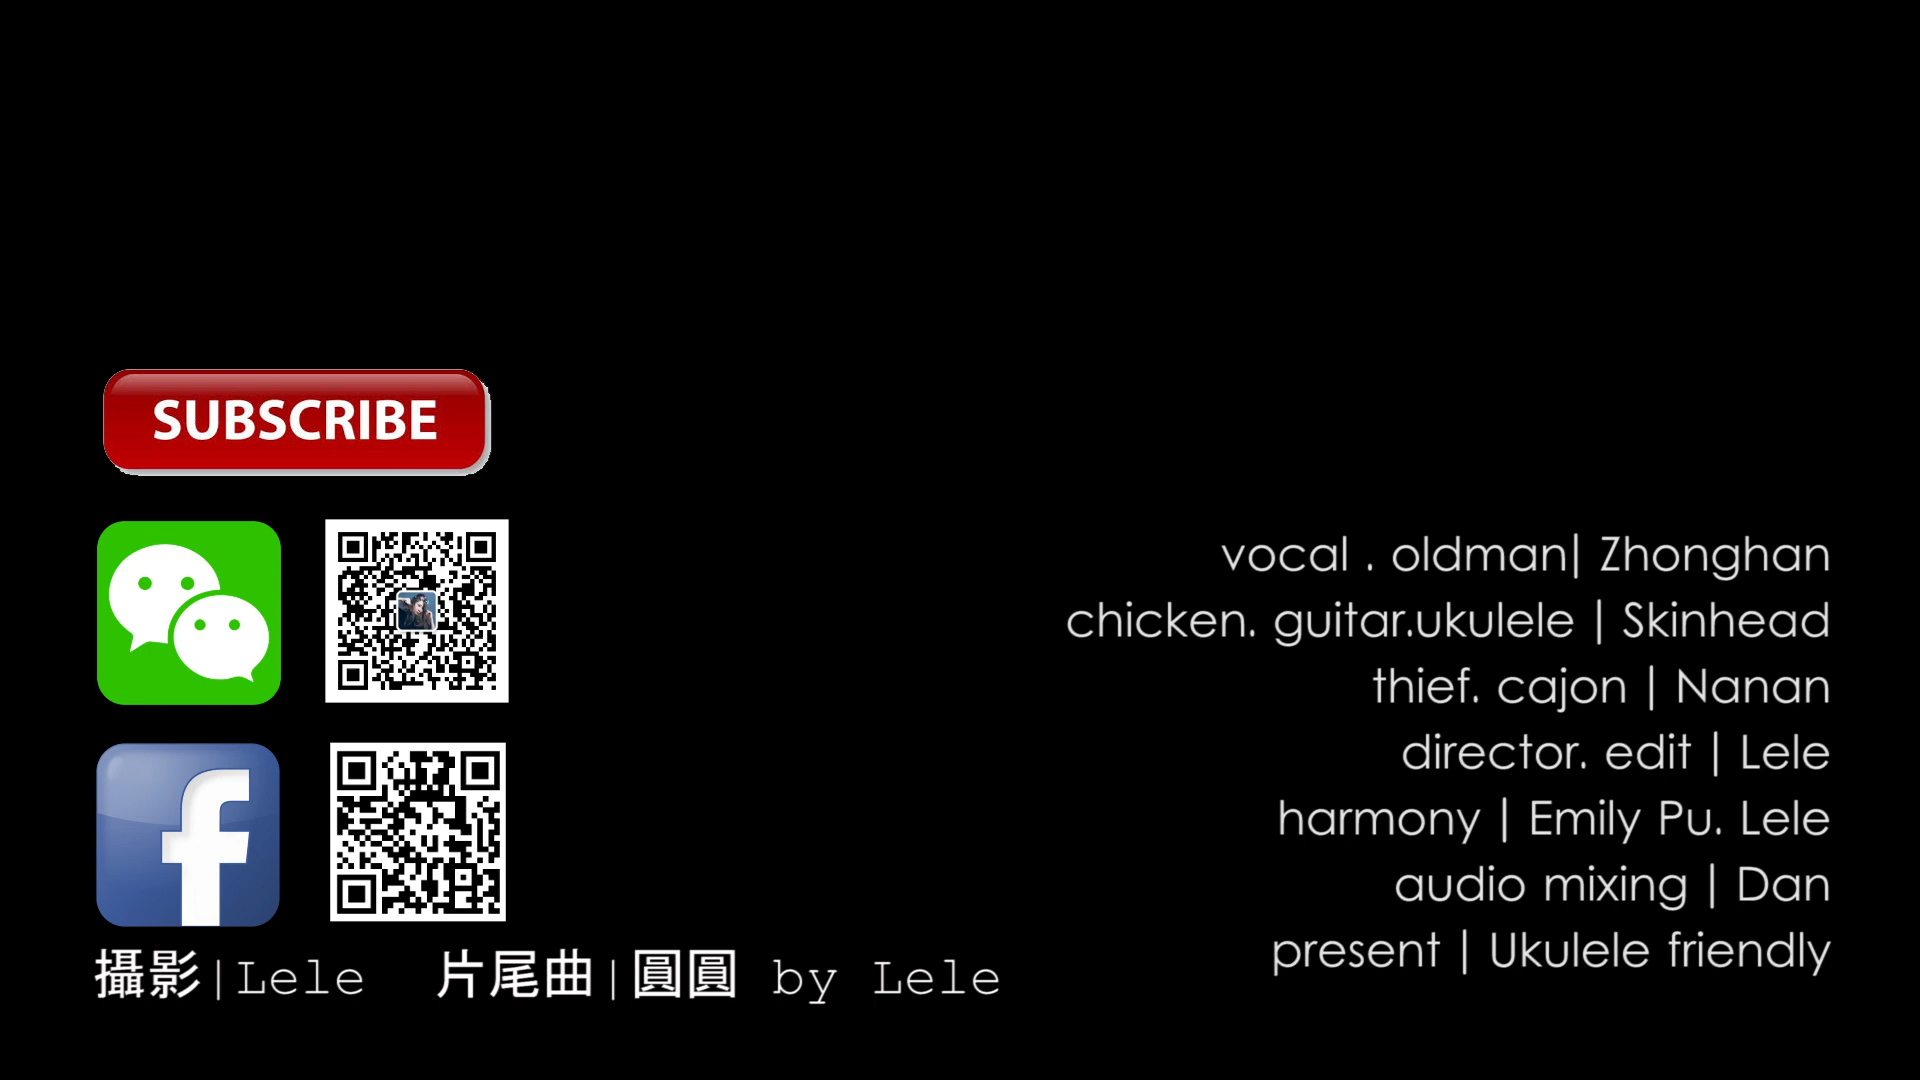 SUBSCRIBE
vocal . oldman| Zhonghan
chicken. guitar.ukulele | Skinhead
thief. cajon | Nanan
director. edit | Lele
harmony | Emily Pu. Lele
audio mixing | Dan
present | Ukulele friendly
攝影|Lele 片尾曲|圓圓 by Lele